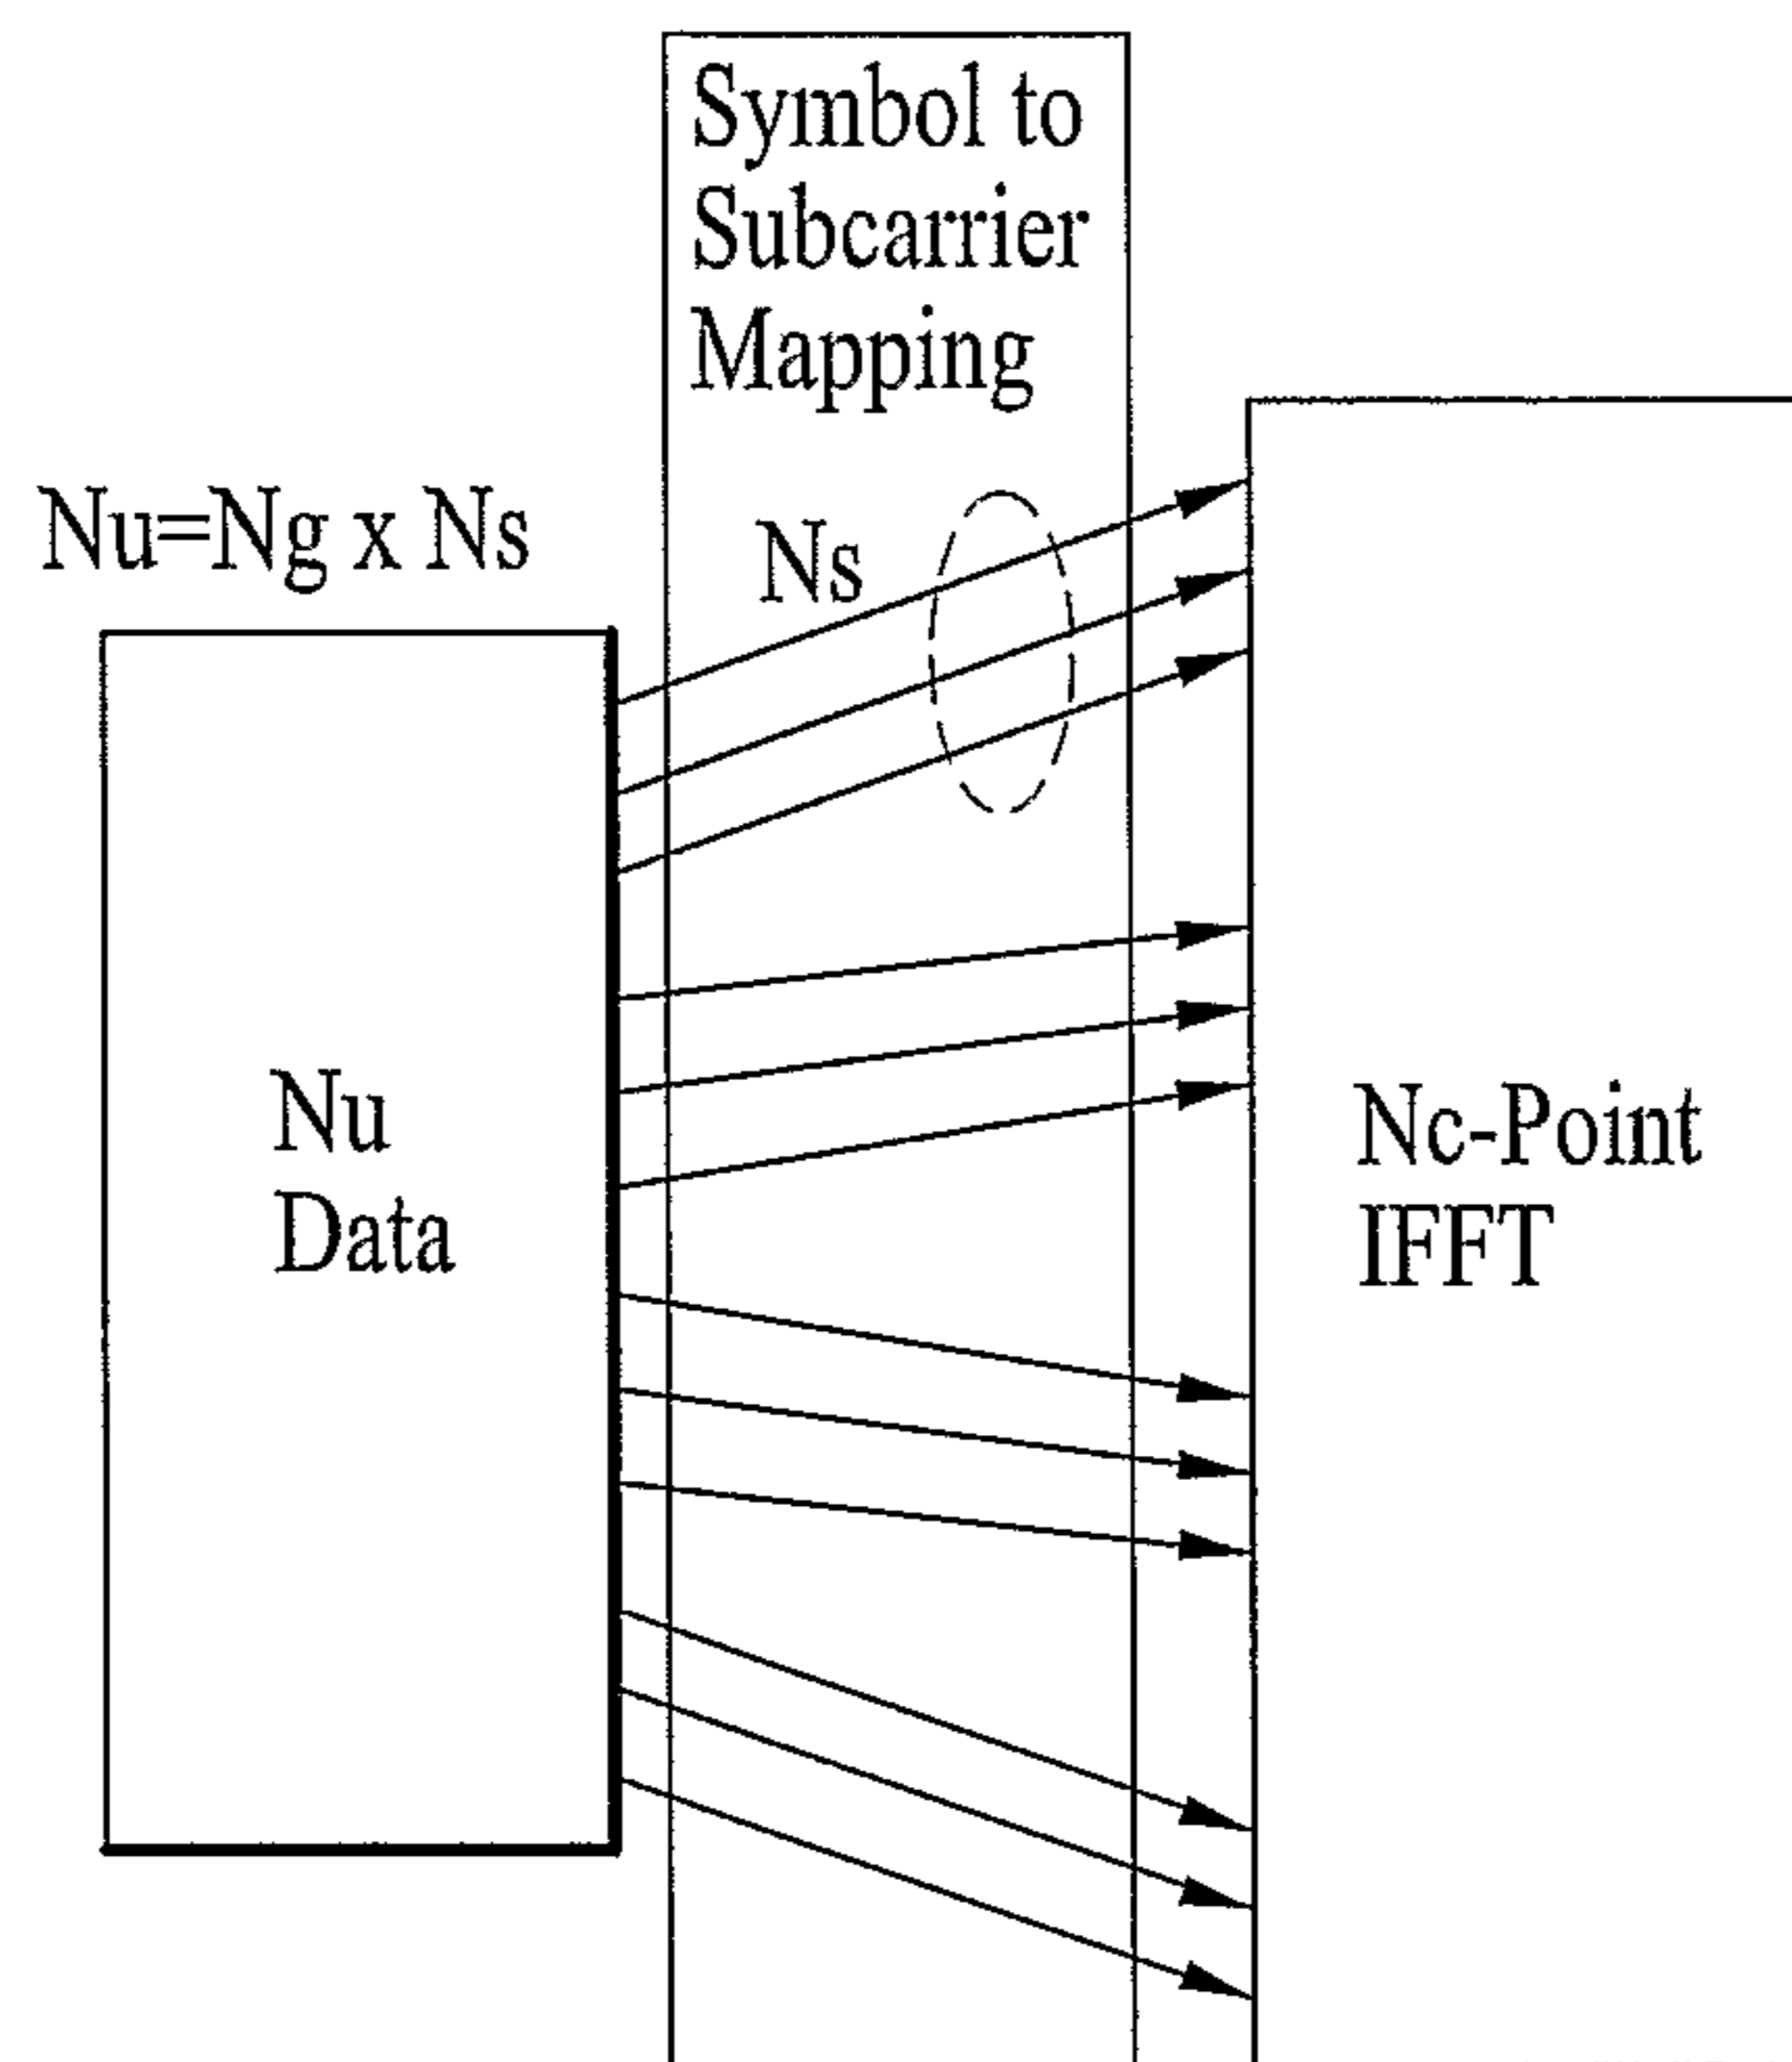 Symbol to
Subcarrier
Mapping
Nu=Ng x Ns
Ns
Nu
Data
Nc-Point
IFFT